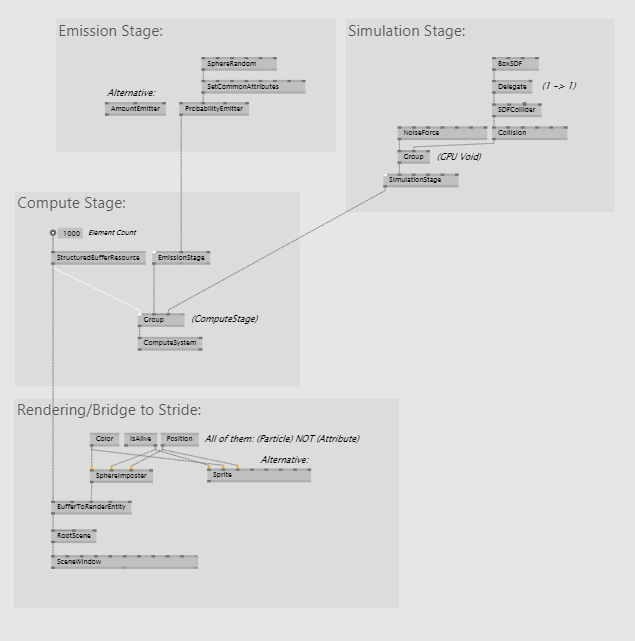 Emission Stage:
SphereRandom
SetCommonAttributes
Alternative:
AmountEmitter
ProbabilityEmitter
Simulation Stage:
BoxSDF
Delegate
(1 -> 1)
SDFCollider
NoiseForce
Collision
Group
(GPU Void)
SimulationStage
Compute Stage:
1000
Element Count
StructuredBufferResource
EmissionStage
Group
(ComputeStage)
ComputeSystem
Rendering/Bridge to Stride:
Color
IsAlive
Position
All of them: (Particle) NOT (Attribute)
Alternative:
SphereImposter
Sprite
BufferToRenderEntity
RootScene
SceneWindow